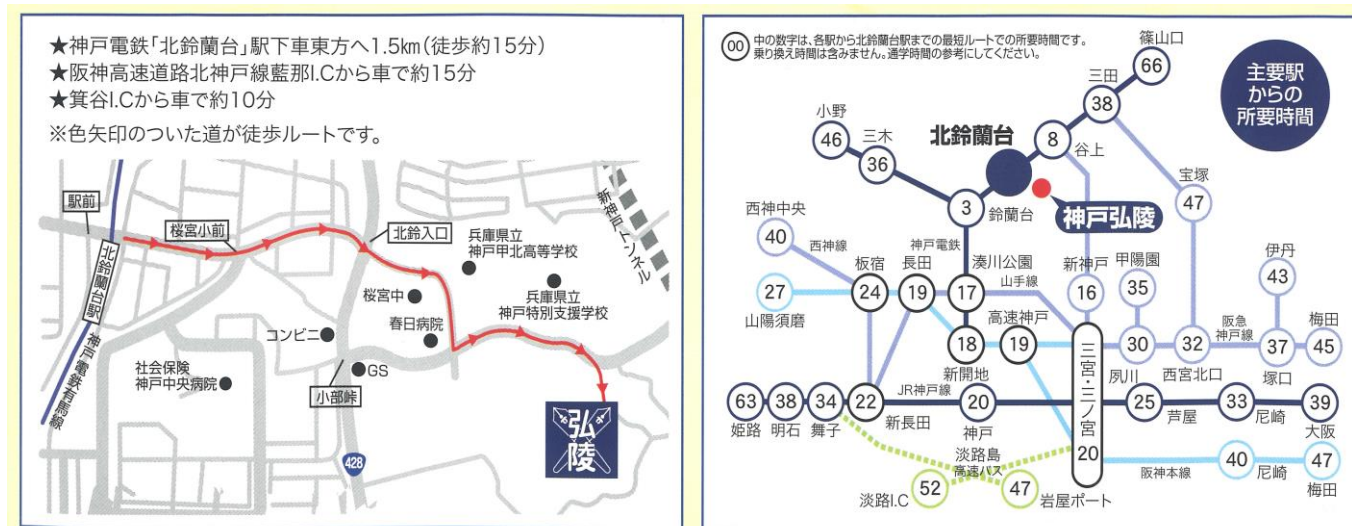 ★神戸電鉄「北鈴蘭台」駅下車東方へ1.5km(徒歩約15分)
★阪神高速道路北神戸線藍那I.Cから車で約15分
★箕谷I.Cから車で約10分
※色矢印のついた道が徒歩ルートです。
駅前
桜宮小前
北鈴入口
新神戸トンネル
兵庫県立
神戸甲北高等学校
北鈴蘭台駅
桜宮中
兵庫県立
神戸特別支援学校
コンビニ
春日病院
神戸電鉄有馬線
社会保険
神戸中央病院
GS
小部峠
弘陵
428
00 中の数字は、各駅から北鈴蘭台駅までの最短ルートでの所要時間です。
乗り換え時間は含みません。通学時間の参考にしてください。
主要駅
からの
所要時間
篠山口
66
三田
38
小野
46
三木
36
北鈴蘭台
8
谷上
宝塚
47
神戸弘陵
3
鈴蘭台
西神中央
40
西神線
神戸電鉄
板宿
24
長田
19
湊川公園
17
山手線
新神戸
16
甲陽園
35
伊丹
43
27
山陽須磨
高速神戸
19
18
新開地
三宮・三ノ宮
20
30
夙川
32
西宮北口
阪急
神戸線
37
塚口
梅田
45
63
姫路
38
明石
34
舞子
22
新長田
JR神戸線
20
神戸
25
芦屋
33
尼崎
39
大阪
淡路島
高速バス
52
淡路I.C
47
岩屋ポート
阪神本線
40
尼崎
47
梅田